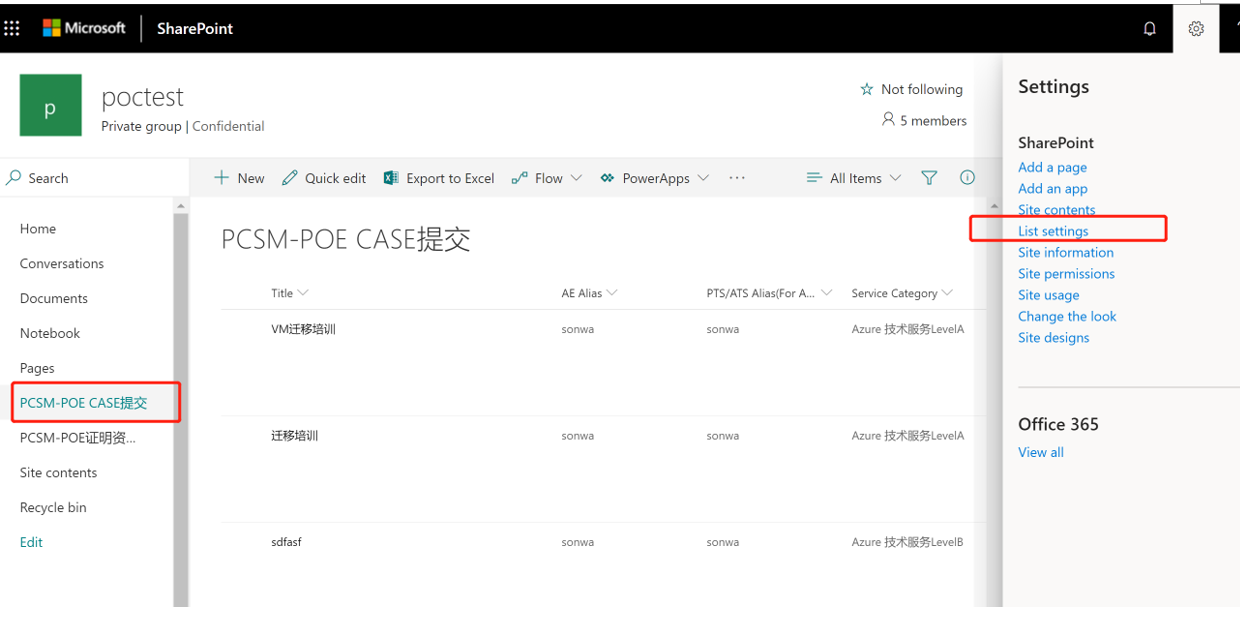 Microsoft SharePoint
p
poctest
Private group | Confidential
Not following
5 members
Search
New Quick edit Export to Excel Flow PowerApps ··· All Items
Home
Conversations
Documents
Notebook
Pages
PCSM-POE CASE提交
PCSM-POE证明资...
Site contents
Recycle bin
Edit
PCSM-POE CASE提交
Title AE Alias PTS/ATS Alias(For A... Service Category
VM迁移培训 sonwa sonwa Azure 技术服务LevelA
迁移培训 sonwa sonwa Azure 技术服务LevelA
sdfasf sonwa sonwa Azure 技术服务LevelB
Settings
SharePoint
Add a page
Add an app
Site contents
List settings
Site information
Site permissions
Site usage
Change the look
Site designs
Office 365
View all